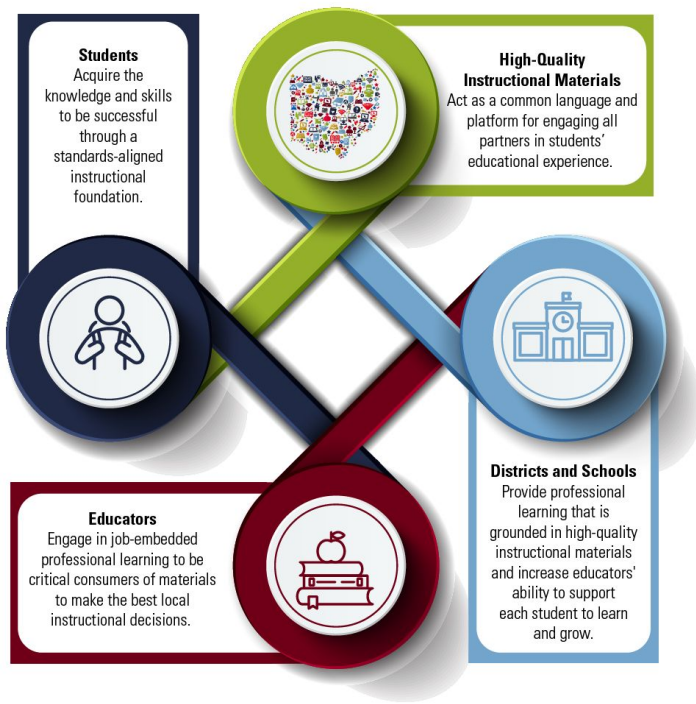 Students
Acquire the
knowledge and skills
to be successful
through a
standards-aligned
instructional
foundation.
High-Quality
Instructional Materials
Act as a common language and
platform for engaging all
partners in students’
educational experience.
Educators
Engage in job-embedded
professional learning to be
critical consumers of materials
to make the best local
instructional decisions.
Districts and Schools
Provide professional
learning that is
grounded in high-quality
instructional materials
and increase educators'
ability to support
each student to learn
and grow.